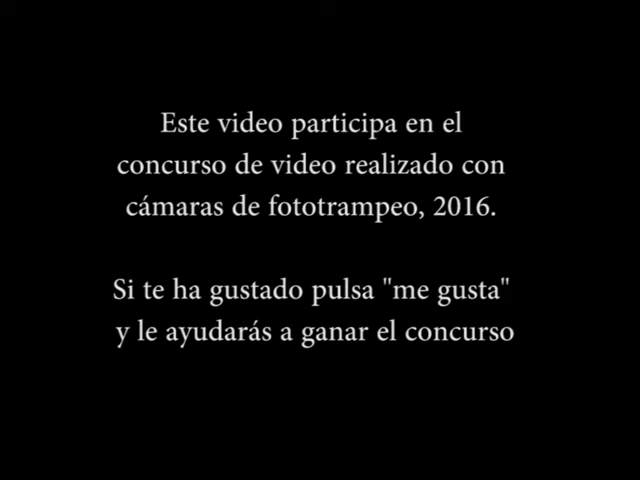 Este video participa en el
concurso de video realizado con
cámaras de fototrampeo, 2016.
Si te ha gustado pulsa "me gusta"
y le ayudarás a ganar el concurso